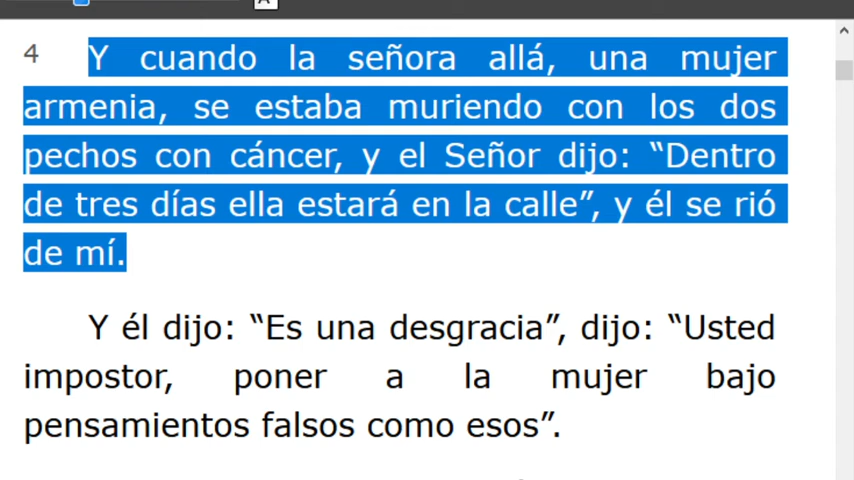 4 Y cuando la señora allá, una mujer
armenia, se estaba muriendo con los dos
pechos con cáncer, y el Señor dijo: “Dentro
de tres días ella estará en la calle”, y él se rió
de mí.
Y él dijo: “Es una desgracia”, dijo: “Usted
impostor, poner a la mujer bajo
pensamientos falsos como esos”.